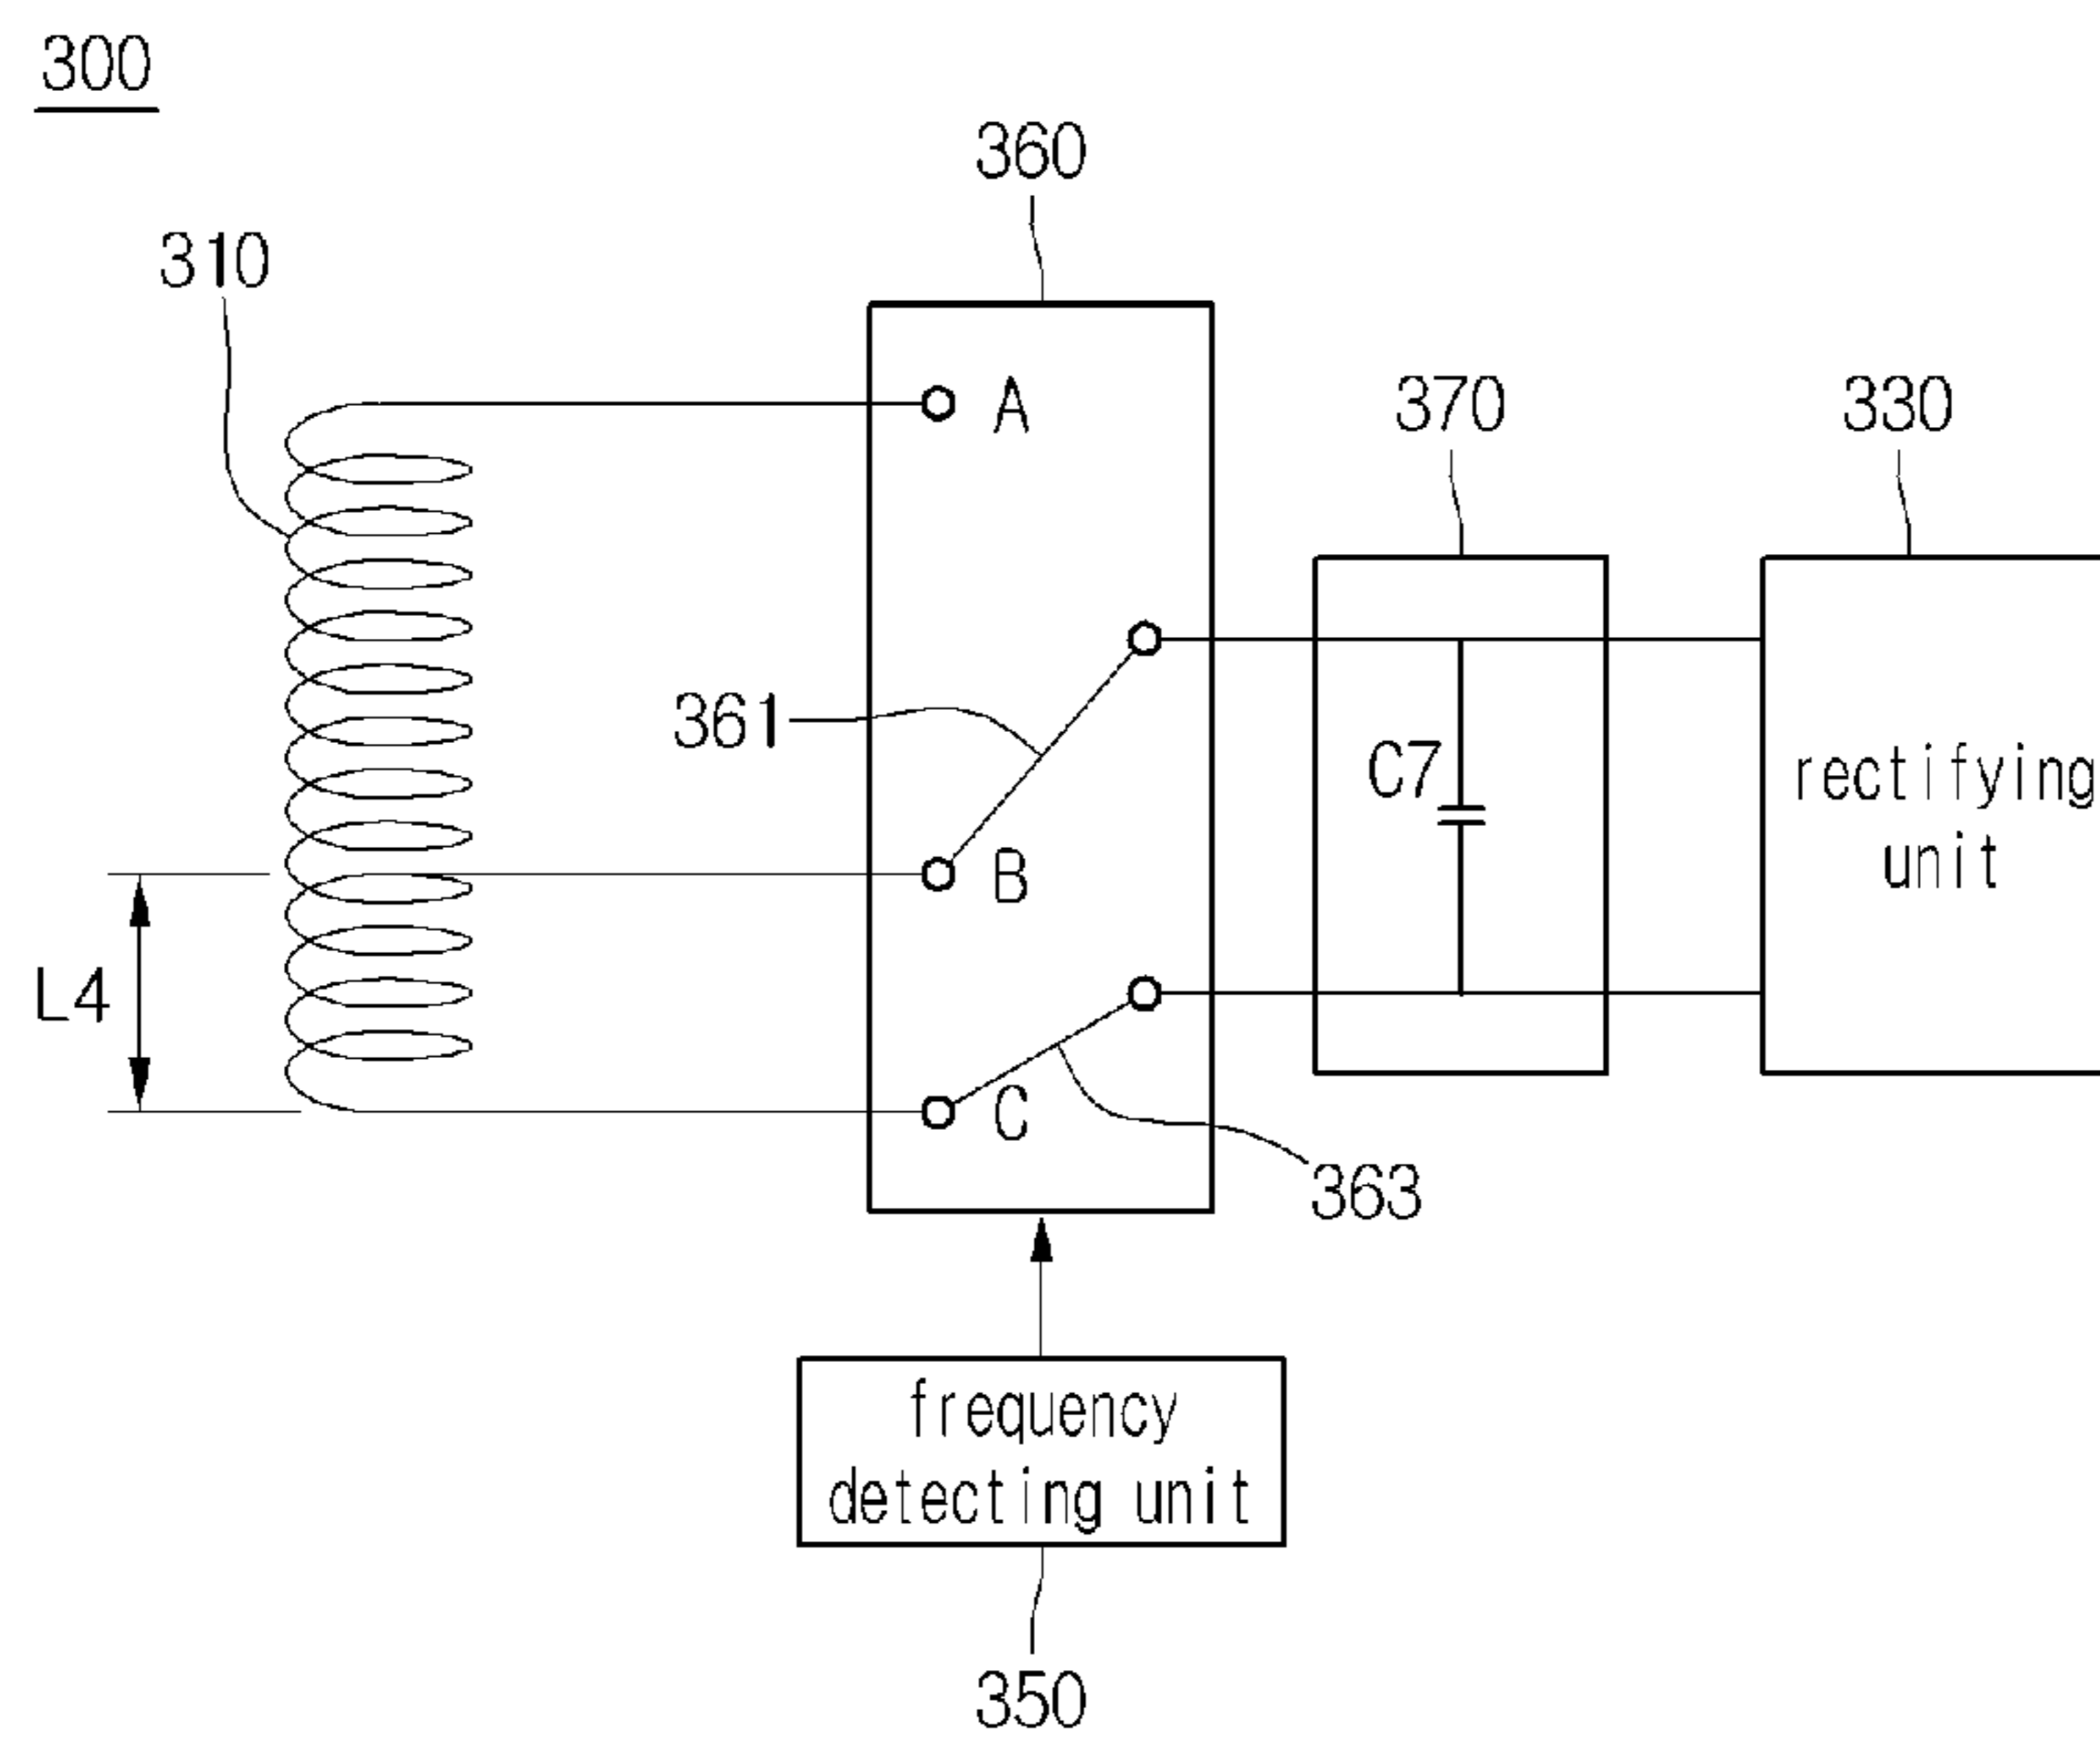 300
360
310
A
370
330
361
C7
rectifying
unit
B
L4
C
363
frequency
detecting unit
350